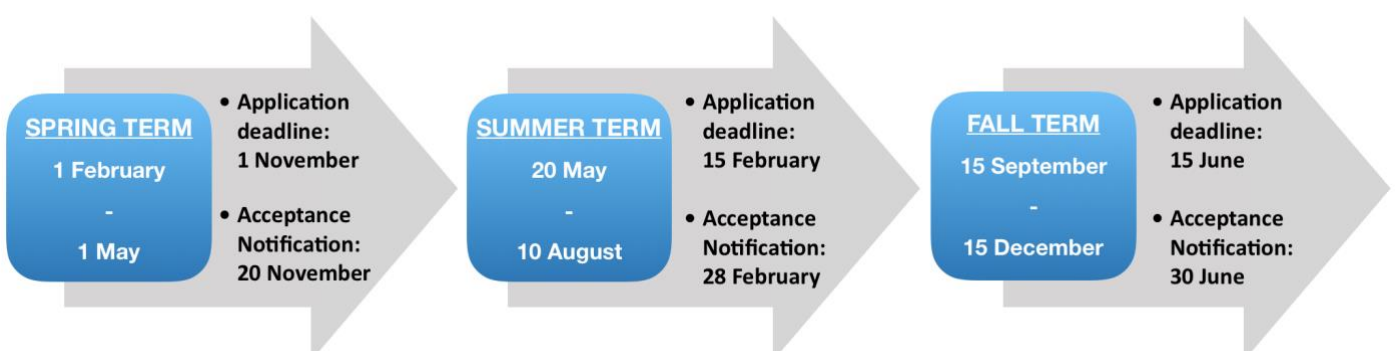 SPRING TERM
1 February
-
1 May
• Application
deadline:
1 November
• Acceptance
Notification:
20 November
SUMMER TERM
20 May
-
10 August
• Application
deadline:
15 February
• Acceptance
Notification:
28 February
FALL TERM
15 September
-
15 December
• Application
deadline:
15 June
• Acceptance
Notification:
30 June